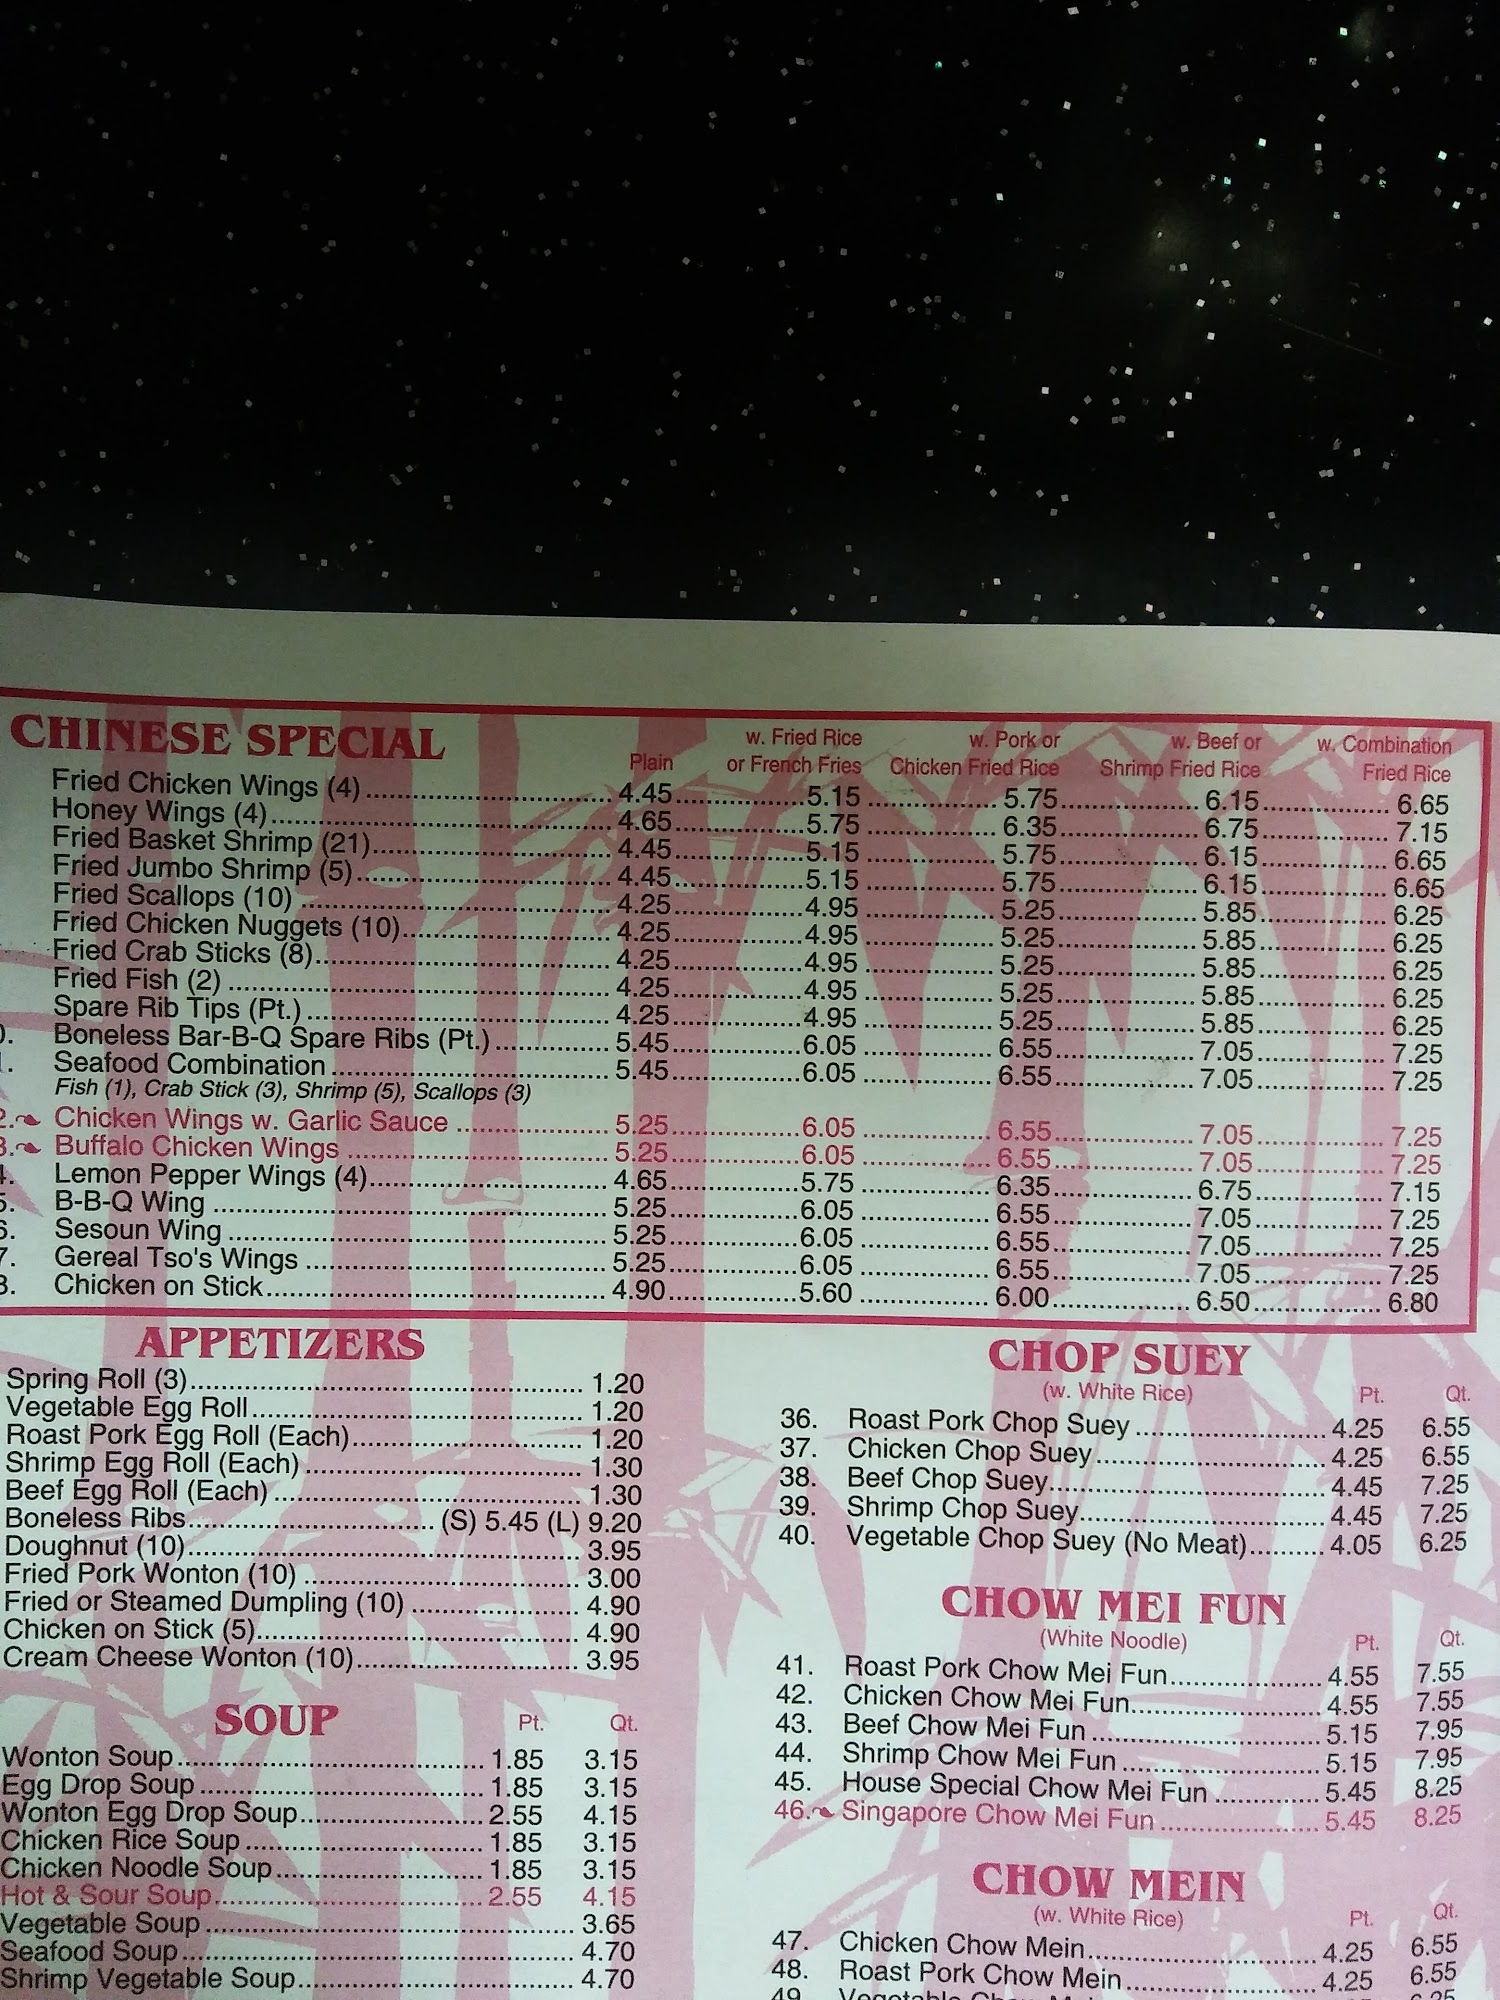 CHINESE SPECIAL
Plain
w. Fried Rice
or French Fries
w. Pork or
Chicken Fried Rice
w. Beef or
Shrimp Fried Rice
w. Combination
Fried Rice
Fried Chicken Wings (4) 4.45 5.15 5.75 6.15 6.65
Honey Wings (4) 4.65 5.75 6.35 6.75 7.15
Fried Basket Shrimp (21) 4.45 5.15 5.75 6.15 6.65
Fried Jumbo Shrimp (5) 4.45 5.15 5.75 6.15 6.65
Fried Scallops (10) 4.25 4.95 5.25 5.85 6.25
Fried Chicken Nuggets (10) 4.25 4.95 5.25 5.85 6.25
Fried Crab Sticks (8) 4.25 4.95 5.25 5.85 6.25
Fried Fish (2) 4.25 4.95 5.25 5.85 6.25
Spare Rib Tips (Pt.) 4.25 4.95 5.25 5.85 6.25
0. Boneless Bar-B-Q Spare Ribs (Pt.) 5.45 6.05 6.55 7.05 7.25
1. Seafood Combination 5.45 6.05 6.55 7.05 7.25
Fish (1), Crab Stick (3), Shrimp (5), Scallops (3)
2. Chicken Wings w. Garlic Sauce 5.25 6.05 6.55 7.05 7.25
3. Buffalo Chicken Wings 5.25 6.05 6.55 7.05 7.25
4. Lemon Pepper Wings (4) 4.65 5.75 6.35 6.75 7.15
5. B-B-Q Wing 5.25 6.05 6.55 7.05 7.25
6. Sesoun Wing 5.25 6.05 6.55 7.05 7.25
7. Gereal Tso's Wings 5.25 6.05 6.55 7.05 7.25
8. Chicken on Stick 4.90 5.60 6.00 6.50 6.80
APPETIZERS
Spring Roll (3) 1.20
Vegetable Egg Roll 1.20
Roast Pork Egg Roll (Each) 1.20
Shrimp Egg Roll (Each) 1.30
Beef Egg Roll (Each) 1.30
Boneless Ribs (S) 5.45 (L) 9.20
Doughnut (10) 3.95
Fried Pork Wonton (10) 3.00
Fried or Steamed Dumpling (10) 4.90
Chicken on Stick (5) 4.90
Cream Cheese Wonton (10) 3.95
SOUP Pt. Qt.
Wonton Soup 1.85 3.15
Egg Drop Soup 1.85 3.15
Wonton Egg Drop Soup 2.55 4.15
Chicken Rice Soup 1.85 3.15
Chicken Noodle Soup 1.85 3.15
Hot & Sour Soup 2.55 4.15
Vegetable Soup 3.65
Seafood Soup 4.70
Shrimp Vegetable Soup 4.70
CHOP SUEY
(w. White Rice) Pt. Qt.
36. Roast Pork Chop Suey 4.25 6.55
37. Chicken Chop Suey 4.25 6.55
38. Beef Chop Suey 4.45 7.25
39. Shrimp Chop Suey 4.45 7.25
40. Vegetable Chop Suey (No Meat) 4.05 6.25
CHOW MEI FUN
(White Noodle) Pt. Qt.
41. Roast Pork Chow Mei Fun 4.55 7.55
42. Chicken Chow Mei Fun 4.55 7.55
43. Beef Chow Mei Fun 5.15 7.95
44. Shrimp Chow Mei Fun 5.15 7.95
45. House Special Chow Mei Fun 5.45 8.25
46. Singapore Chow Mei Fun 5.45 8.25
CHOW MEIN
(w. White Rice) Pt. Qt.
47. Chicken Chow Mein 4.25 6.55
48. Roast Pork Chow Mein 4.25 6.55
49. Vegetable Chow